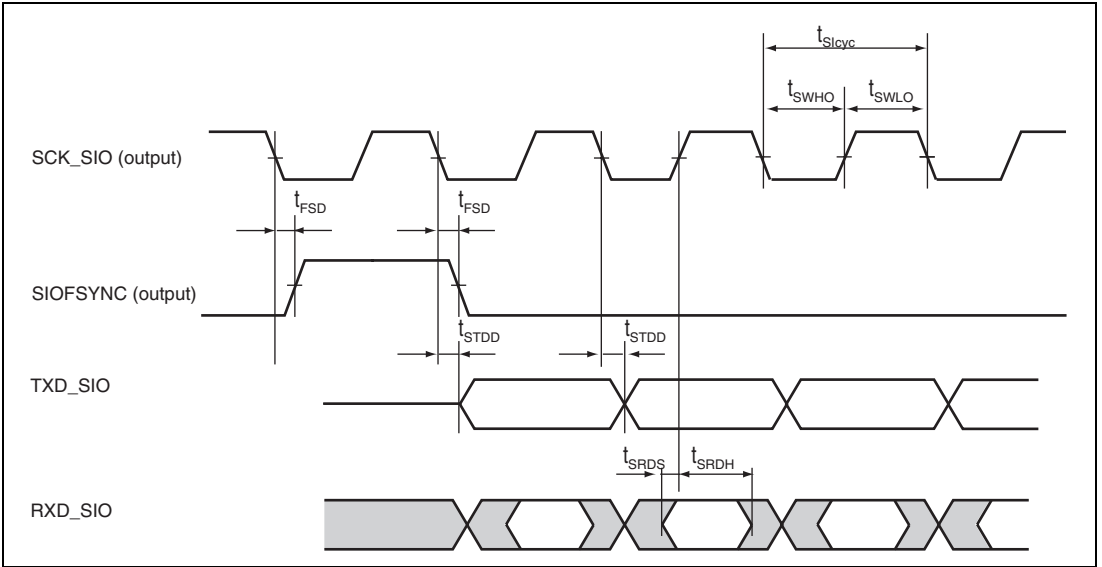 tSIcyc
tSWHO tSWLO
SCK_SIO (output)
tFSD tFSD
SIOFSYNC (output)
tSTDD tSTDD
TXD_SIO
tSRDS tSRDH
RXD_SIO